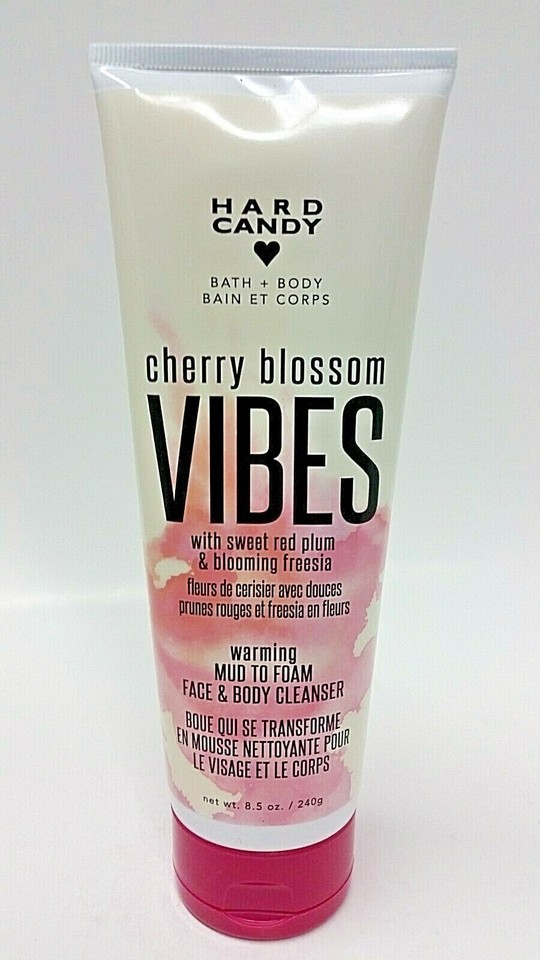 HARD
CANDY
BATH + BODY
BAIN ET CORPS
cherry blossom
VIBES
with sweet red plum
& blooming freesia
fleurs de cerisier avec douces
prunes rouges et freesia en fleurs
warming
MUD TO FOAM
FACE & BODY CLEANSER
BOUE QUI SE TRANSFORME
EN MOUSSE NETTOYANTE POUR
LE VISAGE ET LE CORPS
net wt. 8.5 oz. / 240g